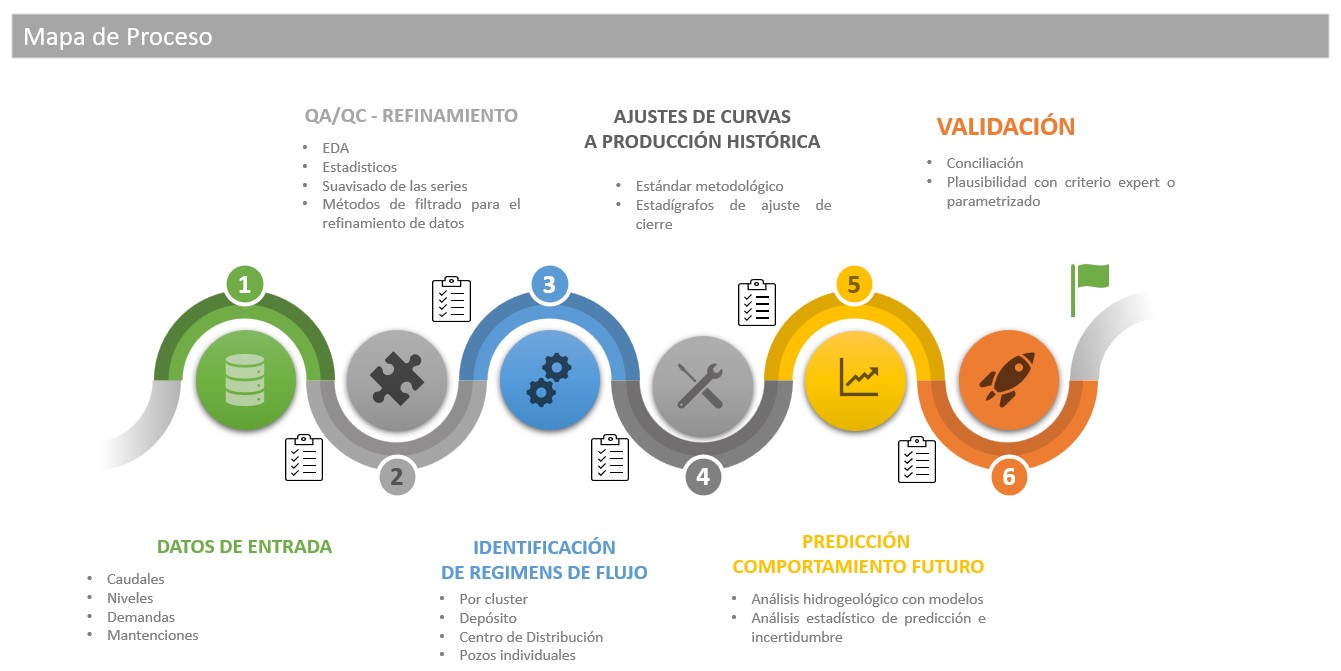 Mapa de Proceso
QA/QC - REFINAMIENTO
• EDA
• Estadisticos
• Suavisado de las series
• Métodos de filtrado para el
refinamiento de datos
AJUSTES DE CURVAS
A PRODUCCIÓN HISTÓRICA
• Estándar metodológico
• Estadígrafos de ajuste de
cierre
VALIDACIÓN
• Conciliación
• Plausibilidad con criterio expert o
parametrizado
1
2
3
4
5
6
DATOS DE ENTRADA
• Caudales
• Niveles
• Demandas
• Mantenciones
IDENTIFICACIÓN
DE REGIMENS DE FLUJO
• Por cluster
• Depósito
• Centro de Distribución
• Pozos individuales
PREDICCIÓN
COMPORTAMIENTO FUTURO
• Análisis hidrogeológico con modelos
• Análisis estadístico de predicción e
incertidumbre